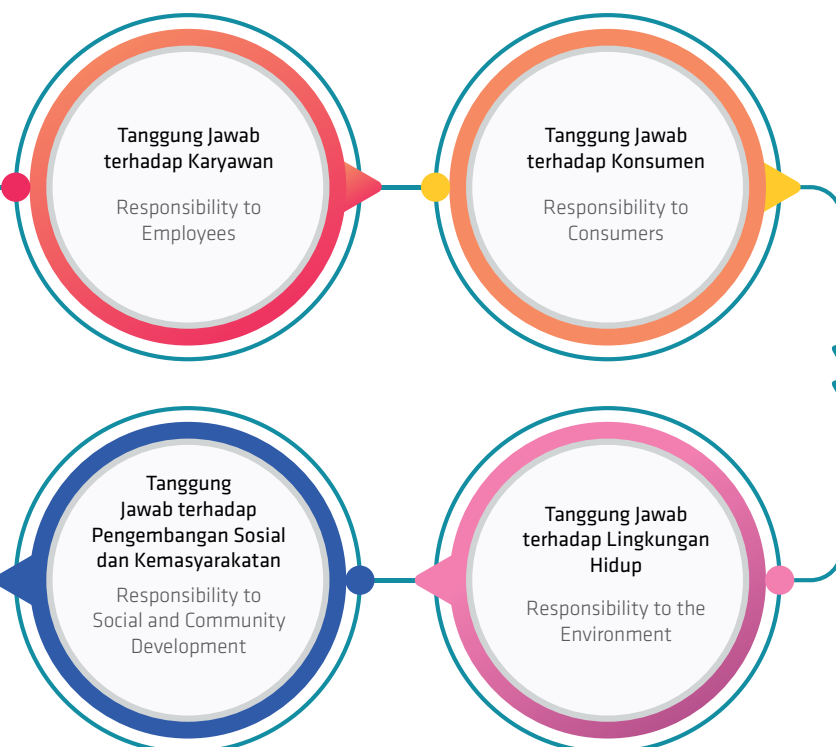 Tanggung Jawab
terhadap Karyawan
Responsibility to
Employees
Tanggung Jawab
terhadap Konsumen
Responsibility to
Consumers
Tanggung
Jawab terhadap
Pengembangan Sosial
dan Kemasyarakatan
Responsibility to
Social and Community
Development
Tanggung Jawab
terhadap Lingkungan
Hidup
Responsibility to the
Environment